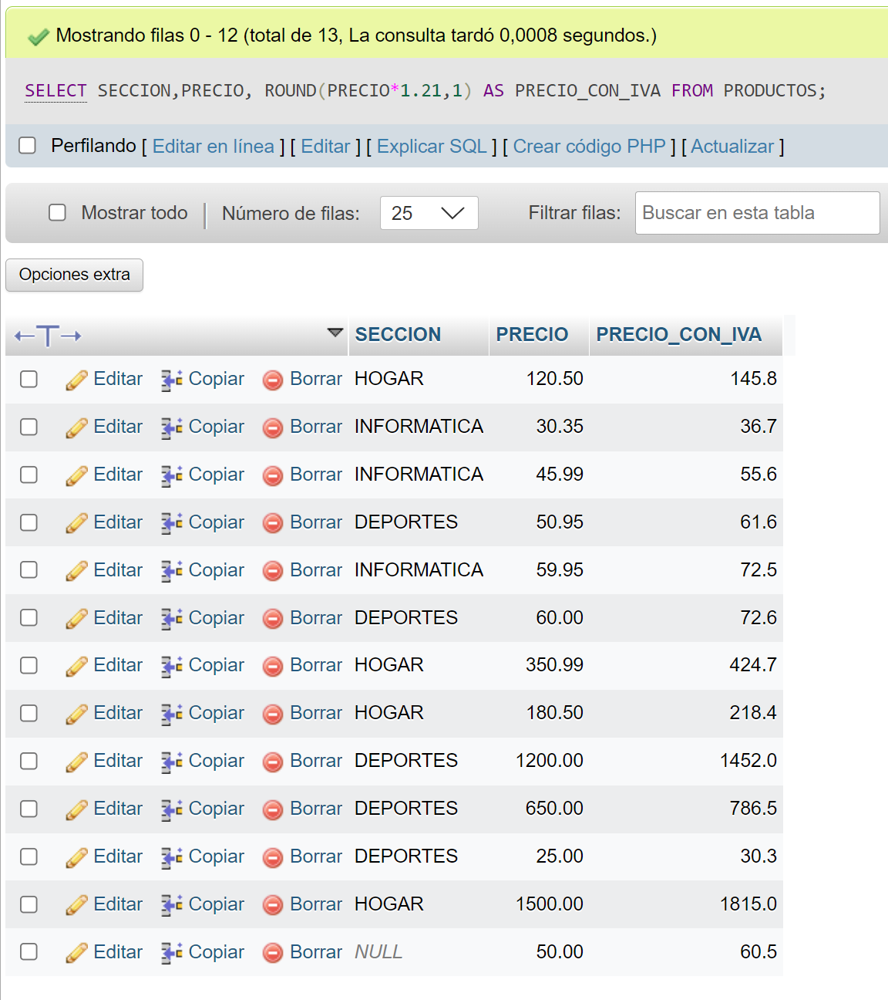 Mostrando filas 0 - 12 (total de 13, La consulta tardó 0,0008 segundos.)
SELECT SECCION,PRECIO, ROUND(PRECIO*1.21,1) AS PRECIO_CON_IVA FROM PRODUCTOS;
Perfilando [ Editar en línea ] [ Editar ] [ Explicar SQL ] [ Crear código PHP ] [ Actualizar ]
Mostrar todo | Número de filas: 25 Filtrar filas: Buscar en esta tabla
Opciones extra
←T→ SECCION PRECIO PRECIO_CON_IVA
Editar Copiar Borrar HOGAR 120.50 145.8
Editar Copiar Borrar INFORMATICA 30.35 36.7
Editar Copiar Borrar INFORMATICA 45.99 55.6
Editar Copiar Borrar DEPORTES 50.95 61.6
Editar Copiar Borrar INFORMATICA 59.95 72.5
Editar Copiar Borrar DEPORTES 60.00 72.6
Editar Copiar Borrar HOGAR 350.99 424.7
Editar Copiar Borrar HOGAR 180.50 218.4
Editar Copiar Borrar DEPORTES 1200.00 1452.0
Editar Copiar Borrar DEPORTES 650.00 786.5
Editar Copiar Borrar DEPORTES 25.00 30.3
Editar Copiar Borrar HOGAR 1500.00 1815.0
Editar Copiar Borrar NULL 50.00 60.5